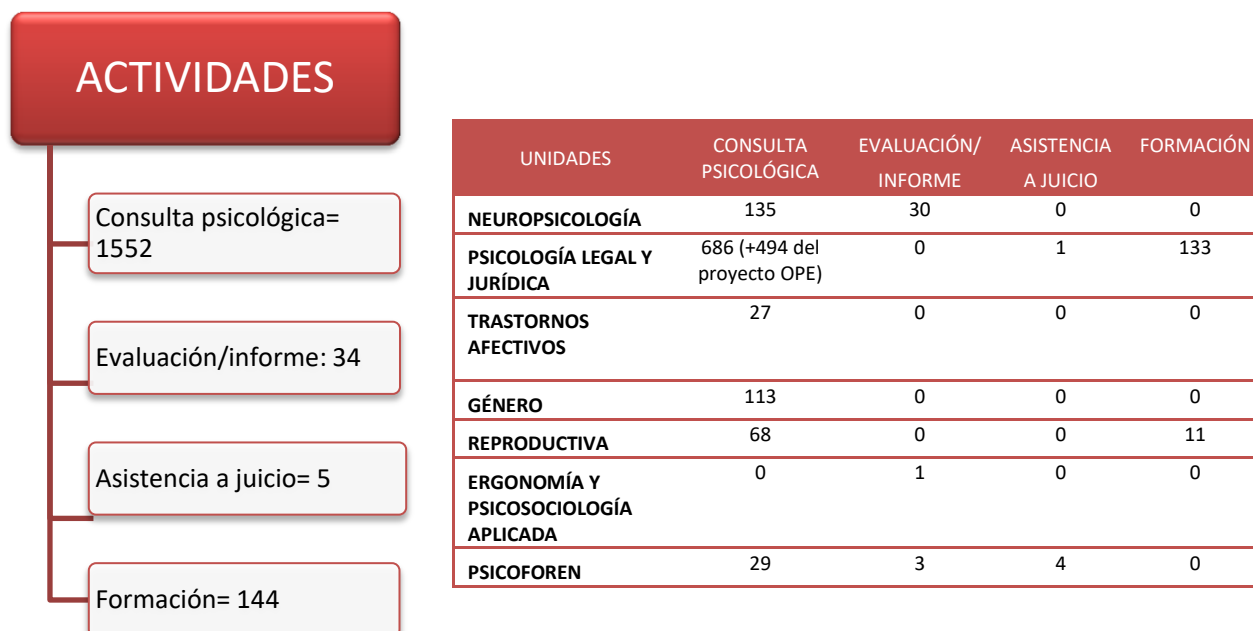 ACTIVIDADES
Consulta psicológica=
1552
Evaluación/informe: 34
Asistencia a juicio= 5
Formación= 144
UNIDADES
CONSULTA
PSICOLÓGICA
EVALUACIÓN/
INFORME
ASISTENCIA
A JUICIO
FORMACIÓN
NEUROPSICOLOGÍA 135 30 0 0
PSICOLOGÍA LEGAL Y
JURÍDICA
686 (+494 del
proyecto OPE)
0 1 133
TRASTORNOS
AFECTIVOS
27 0 0 0
GÉNERO 113 0 0 0
REPRODUCTIVA 68 0 0 11
ERGONOMÍA Y
PSICOSOCIOLOGÍA
APLICADA
0 1 0 0
PSICOFOREN 29 3 4 0